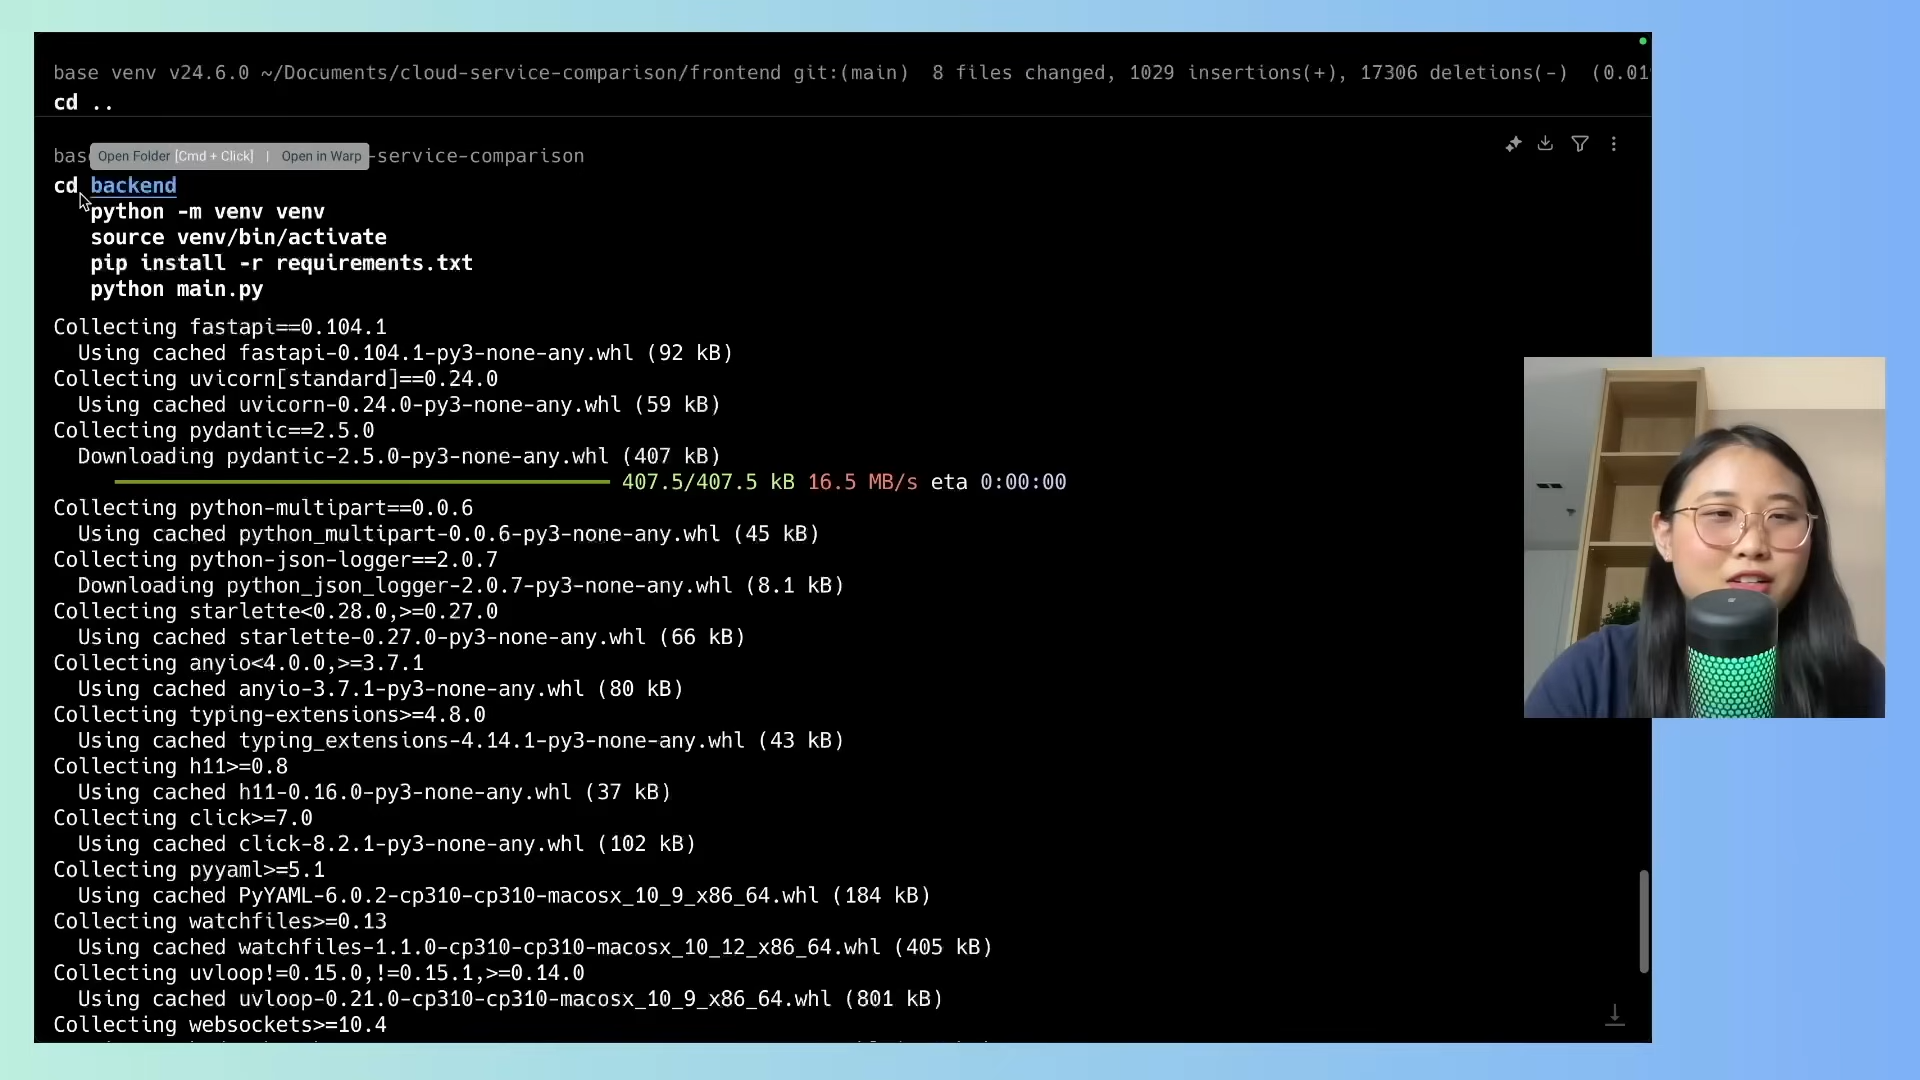 base venv v24.6.0 ~/Documents/cloud-service-comparison/frontend git:(main) 8 files changed, 1029 insertions(+), 17306 deletions(-) (0.01
cd ..
bas
Open Folder [Cmd + Click] | Open in Warp
-service-comparison
cd backend
python -m venv venv
source venv/bin/activate
pip install -r requirements.txt
python main.py
Collecting fastapi==0.104.1
Using cached fastapi-0.104.1-py3-none-any.whl (92 kB)
Collecting uvicorn[standard]==0.24.0
Using cached uvicorn-0.24.0-py3-none-any.whl (59 kB)
Collecting pydantic==2.5.0
Downloading pydantic-2.5.0-py3-none-any.whl (407 kB)
407.5/407.5 kB 16.5 MB/s eta 0:00:00
Collecting python-multipart==0.0.6
Using cached python_multipart-0.0.6-py3-none-any.whl (45 kB)
Collecting python-json-logger==2.0.7
Downloading python_json_logger-2.0.7-py3-none-any.whl (8.1 kB)
Collecting starlette<0.28.0,>=0.27.0
Using cached starlette-0.27.0-py3-none-any.whl (66 kB)
Collecting anyio<4.0.0,>=3.7.1
Using cached anyio-3.7.1-py3-none-any.whl (80 kB)
Collecting typing-extensions>=4.8.0
Using cached typing_extensions-4.14.1-py3-none-any.whl (43 kB)
Collecting h11>=0.8
Using cached h11-0.16.0-py3-none-any.whl (37 kB)
Collecting click>=7.0
Using cached click-8.2.1-py3-none-any.whl (102 kB)
Collecting pyyaml>=5.1
Using cached PyYAML-6.0.2-cp310-cp310-macosx_10_9_x86_64.whl (184 kB)
Collecting watchfiles>=0.13
Using cached watchfiles-1.1.0-cp310-cp310-macosx_10_12_x86_64.whl (405 kB)
Collecting uvloop!=0.15.0,!=0.15.1,>=0.14.0
Using cached uvloop-0.21.0-cp310-cp310-macosx_10_9_x86_64.whl (801 kB)
Collecting websockets>=10.4